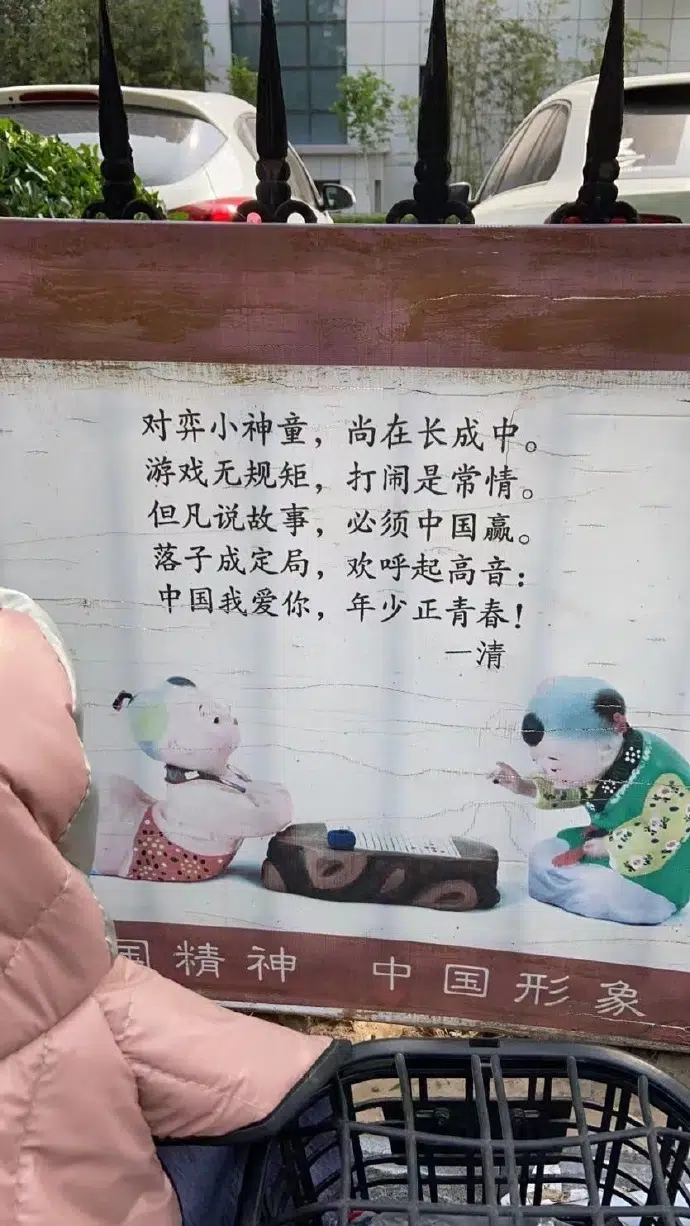 对弈小神童，尚在长成中。
游戏无规矩，打闹是常情。
但凡说故事，必须中国赢。
落子成定局，欢呼起高音：
中国我爱你，年少正青春！
一清
国精神 中国形象